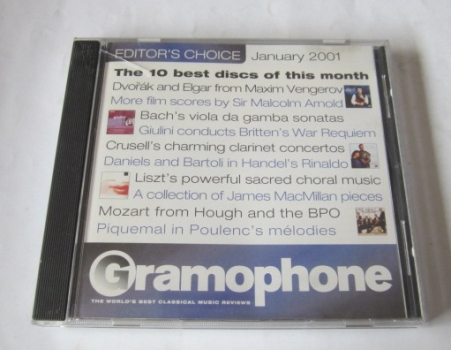 EDITOR'S CHOICE January 2001
The 10 best discs of this month
Dvořák and Elgar from Maxim Vengerov
More film scores by Sir Malcolm Arnold
Bach's viola da gamba sonatas
Giulini conducts Britten's War Requiem
Crusell's charming clarinet concertos
Daniels and Bartoli in Handel's Rinaldo
Liszt's powerful sacred choral music
A collection of James MacMillan pieces
Mozart from Hough and the BPO
Piquemal in Poulenc's mélodies
Gramophone
THE WORLD'S BEST CLASSICAL MUSIC REVIEWS